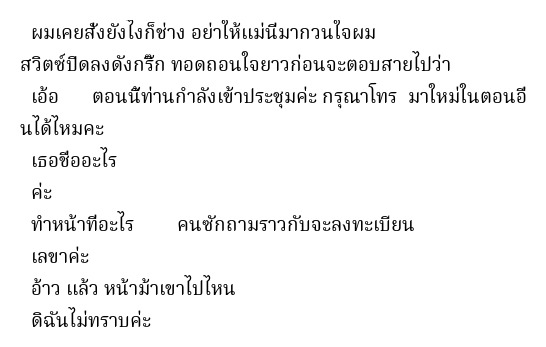 ผมเคยสั่งยังไงก็ช่าง อย่าให้แม่นี่มากวนใจผม
สวิตซ์ปิดลงดังกริ๊ก ทอดถอนใจยาวก่อนจะตอบสายไปว่า
เอ้อ ตอนนี้ท่านกำลังเข้าประชุมค่ะ กรุณาโทร มาใหม่ในตอนอื่
นได้ไหมคะ
เธอชื่ออะไร
ค่ะ
ทำหน้าที่อะไร คนซักถามราวกับจะลงทะเบียน
เลขาค่ะ
อ้าว แล้ว หน้าม้าเขาไปไหน
ดิฉันไม่ทราบค่ะ